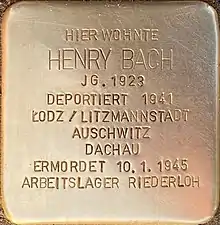 HIER WOHNTE
HENRY BACH
JG. 1923
DEPORTIERT 1941
ŁODZ / LITZMANNSTADT
AUSCHWITZ
DACHAU
ERMORDET 10.1.1945
ARBEITSLAGER RIEDERLOH